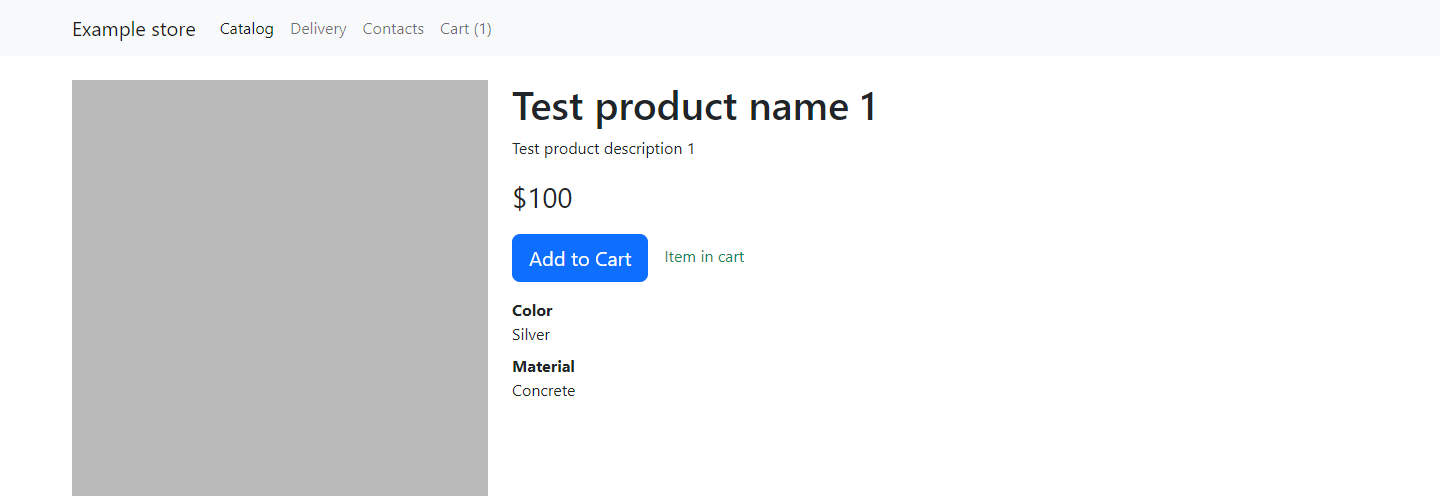 Example store Catalog Delivery Contacts Cart (1)
Test product name 1
Test product description 1
$100
Add to Cart Item in cart
Color
Silver
Material
Concrete